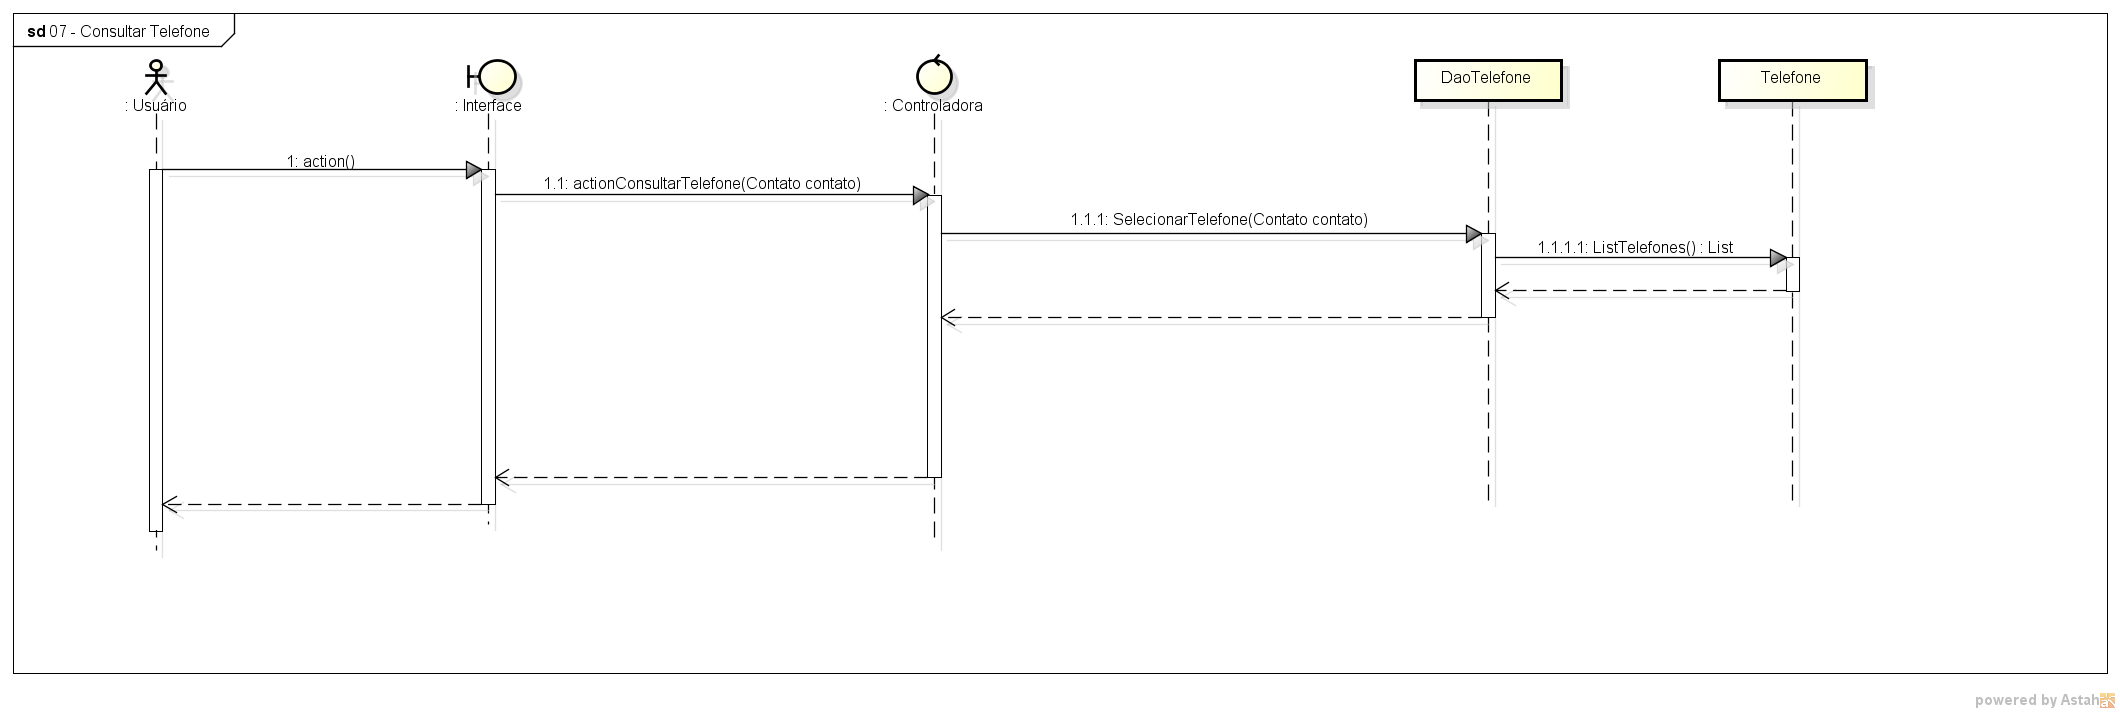 sd 07 - Consultar Telefone
: Usuário
: Interface
: Controladora
DaoTelefone
Telefone
1: action()
1.1: actionConsultarTelefone(Contato contato)
1.1.1: SelecionarTelefone(Contato contato)
1.1.1.1: ListTelefones() : List
powered by Astah